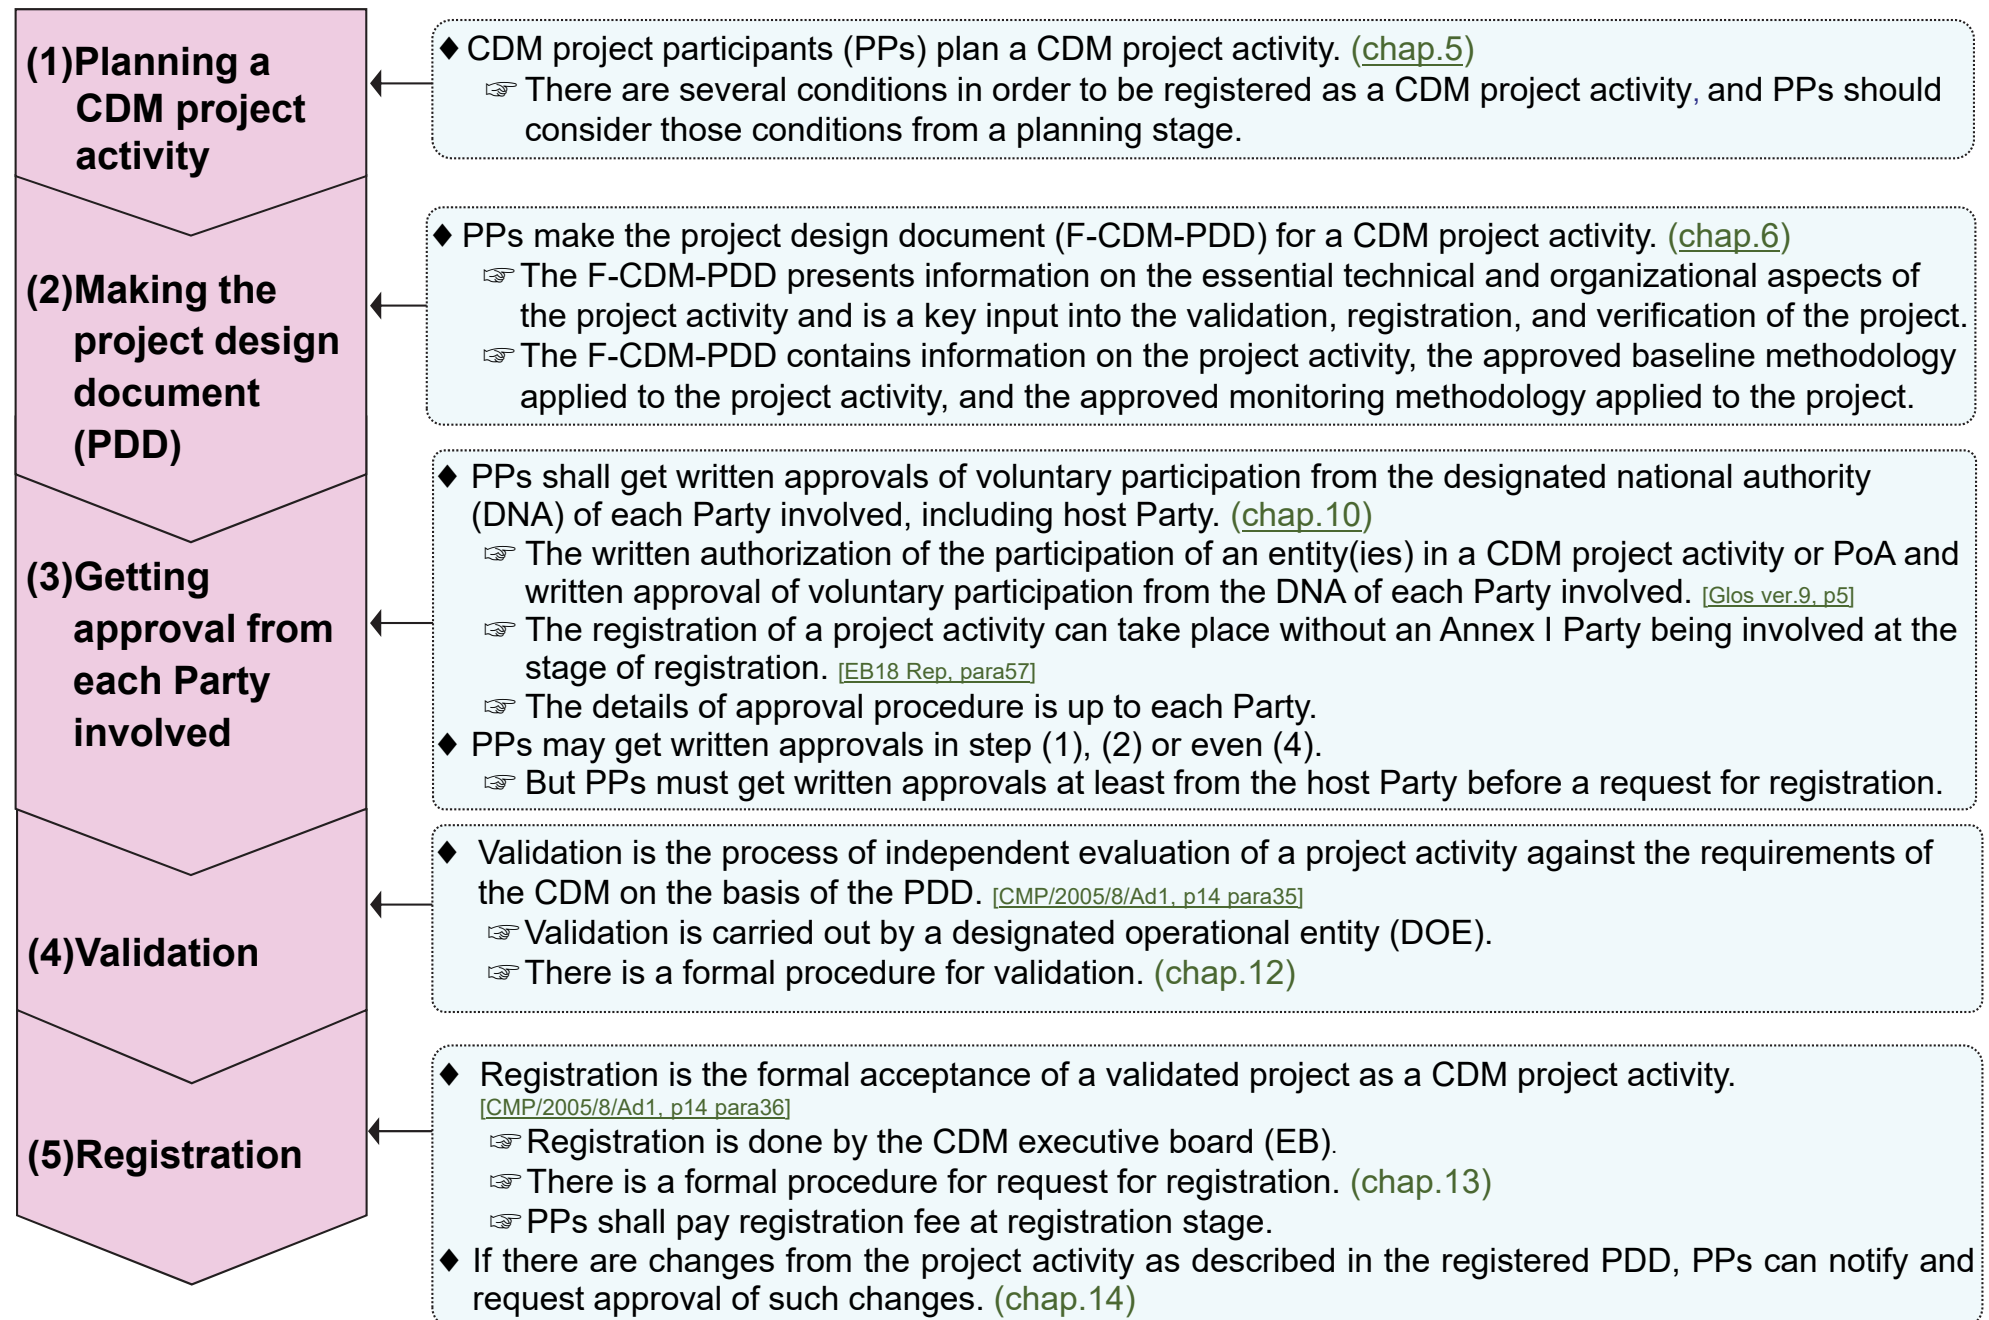 (1)Planning a
CDM project
activity
♦ CDM project participants (PPs) plan a CDM project activity. (chap.5)
☞ There are several conditions in order to be registered as a CDM project activity, and PPs should
consider those conditions from a planning stage.
(2)Making the
project design
document
(PDD)
♦ PPs make the project design document (F-CDM-PDD) for a CDM project activity. (chap.6)
☞ The F-CDM-PDD presents information on the essential technical and organizational aspects of
the project activity and is a key input into the validation, registration, and verification of the project.
☞ The F-CDM-PDD contains information on the project activity, the approved baseline methodology
applied to the project activity, and the approved monitoring methodology applied to the project.
(3)Getting
approval from
each Party
involved
♦ PPs shall get written approvals of voluntary participation from the designated national authority
(DNA) of each Party involved, including host Party. (chap.10)
☞ The written authorization of the participation of an entity(ies) in a CDM project activity or PoA and
written approval of voluntary participation from the DNA of each Party involved. [Glos ver.9, p5]
☞ The registration of a project activity can take place without an Annex I Party being involved at the
stage of registration. [EB18 Rep, para57]
☞ The details of approval procedure is up to each Party.
♦ PPs may get written approvals in step (1), (2) or even (4).
☞ But PPs must get written approvals at least from the host Party before a request for registration.
(4)Validation
♦ Validation is the process of independent evaluation of a project activity against the requirements of
the CDM on the basis of the PDD. [CMP/2005/8/Ad1, p14 para35]
☞ Validation is carried out by a designated operational entity (DOE).
☞ There is a formal procedure for validation. (chap.12)
(5)Registration
♦ Registration is the formal acceptance of a validated project as a CDM project activity.
[CMP/2005/8/Ad1, p14 para36]
☞ Registration is done by the CDM executive board (EB).
☞ There is a formal procedure for request for registration. (chap.13)
☞ PPs shall pay registration fee at registration stage.
♦ If there are changes from the project activity as described in the registered PDD, PPs can notify and
request approval of such changes. (chap.14)